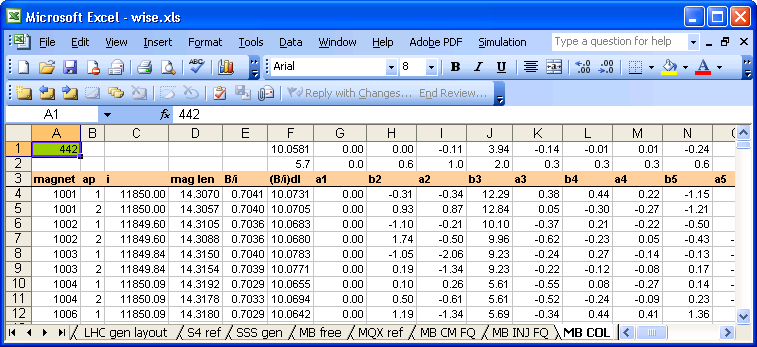 Microsoft Excel - wise.xls
File Edit View Insert Format Tools Data Window Help Adobe PDF Simulation Type a question for help
Arial 8 B I U
Reply with Changes... End Review...
A1 fx 442
A B C D E F G H I J K L M N
1 442 10.0581 0.00 0.00 -0.11 3.94 -0.14 -0.01 0.01 -0.24
2 5.7 0.0 0.6 1.0 2.0 0.3 0.3 0.3 0.6
3 magnet ap i mag len B/i (B/i)dl a1 b2 a2 b3 a3 b4 a4 b5 a5
4 1001 1 11850.00 14.3070 0.7041 10.0731 0.00 -0.31 -0.34 12.29 0.38 0.44 0.22 -1.15
5 1001 2 11850.00 14.3057 0.7040 10.0705 0.00 0.93 0.87 12.84 0.05 -0.30 -0.27 -1.21
6 1002 1 11849.60 14.3105 0.7036 10.0683 0.00 -1.10 -0.21 10.10 -0.37 0.21 -0.22 -0.50
7 1002 2 11849.60 14.3088 0.7036 10.0680 0.00 1.74 -0.50 9.96 -0.62 -0.23 0.05 -0.43
8 1003 1 11849.84 14.3150 0.7040 10.0783 0.00 -1.05 -2.06 9.23 -0.24 0.27 -0.14 -0.13
9 1003 2 11849.84 14.3154 0.7039 10.0771 0.00 0.19 -1.34 9.23 -0.22 -0.12 -0.08 0.17
10 1004 1 11850.09 14.3192 0.7029 10.0655 0.00 0.10 0.26 5.61 -0.55 0.08 -0.27 0.14
11 1004 2 11850.09 14.3178 0.7033 10.0694 0.00 0.50 -0.61 5.61 -0.52 -0.24 -0.09 0.23
12 1006 1 11850.09 14.3180 0.7029 10.0642 0.00 1.19 -1.34 5.69 -0.34 0.44 0.41 1.36
LHC gen layout S4 ref SSS gen MB free MQX ref MB CM FQ MB INJ FQ MB COL